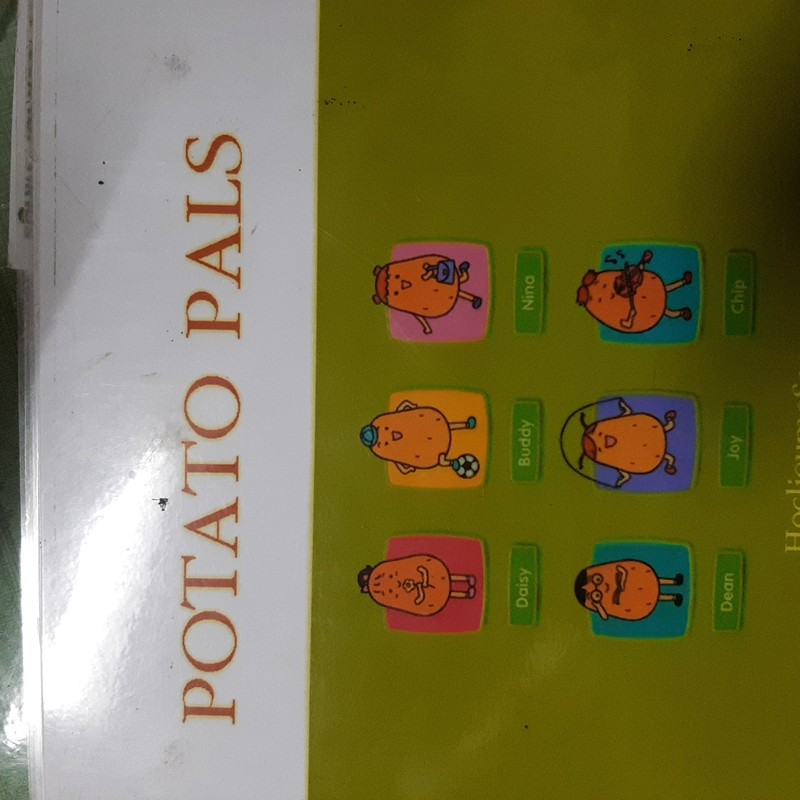 POTATO PALS
Daisy Buddy Nina
Dean Joy Chip